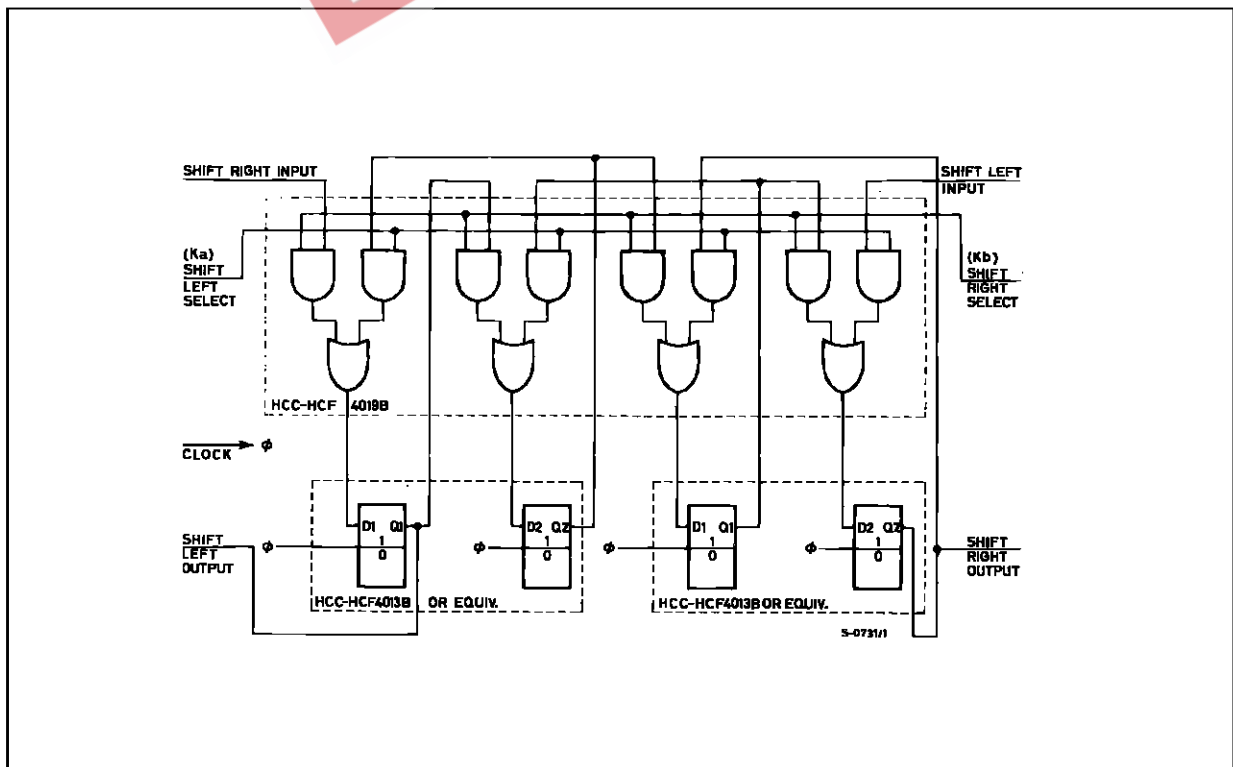 SHIFT RIGHT INPUT
SHIFT LEFT
INPUT
(Ka)
SHIFT
LEFT
SELECT
(Kb)
SHIFT
RIGHT
SELECT
HCC-HCF 4019B
CLOCK
φ
SHIFT
LEFT
OUTPUT
φ
D1 Q1
1
0
φ
D2 Q2
1
0
φ
D1 Q1
1
0
φ
D2 Q2
1
0
SHIFT
RIGHT
OUTPUT
HCC-HCF4013B OR EQUIV.
HCC-HCF4013B OR EQUIV.
S-0731/1